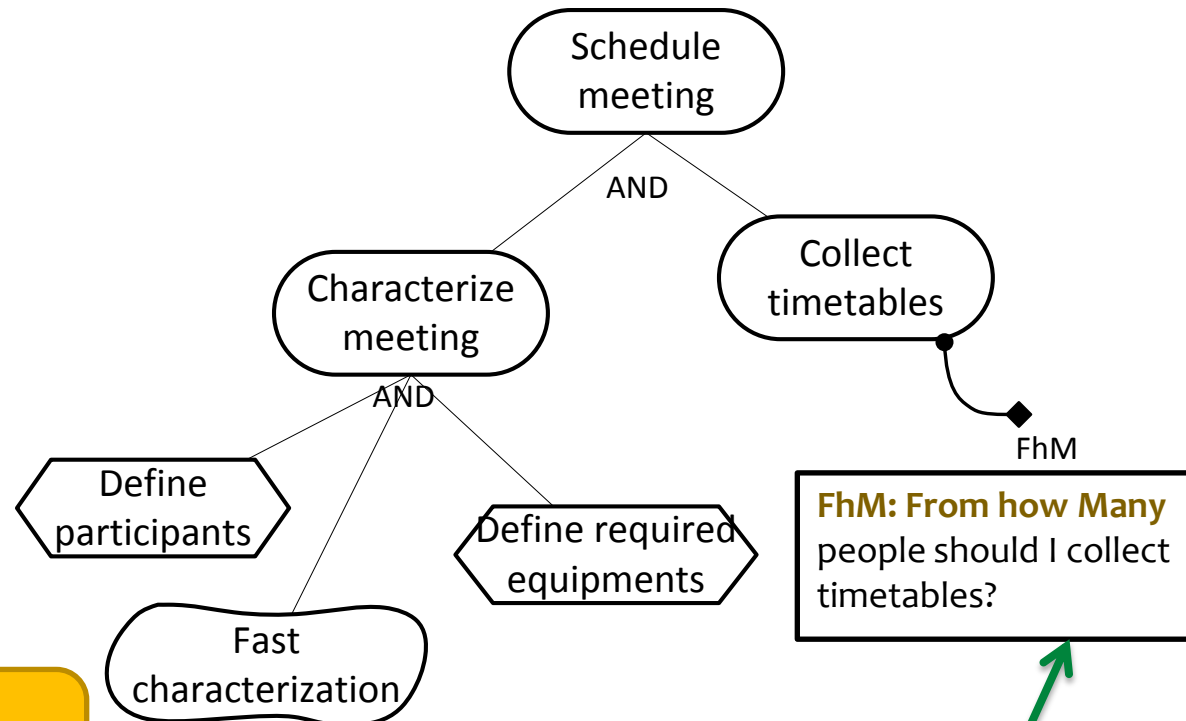 Schedule
meeting
AND
Collect
timetables
Characterize
meeting
AND
FhM
Define
participants
Define required
equipments
FhM: From how Many
people should I collect
timetables?
Fast
characterization